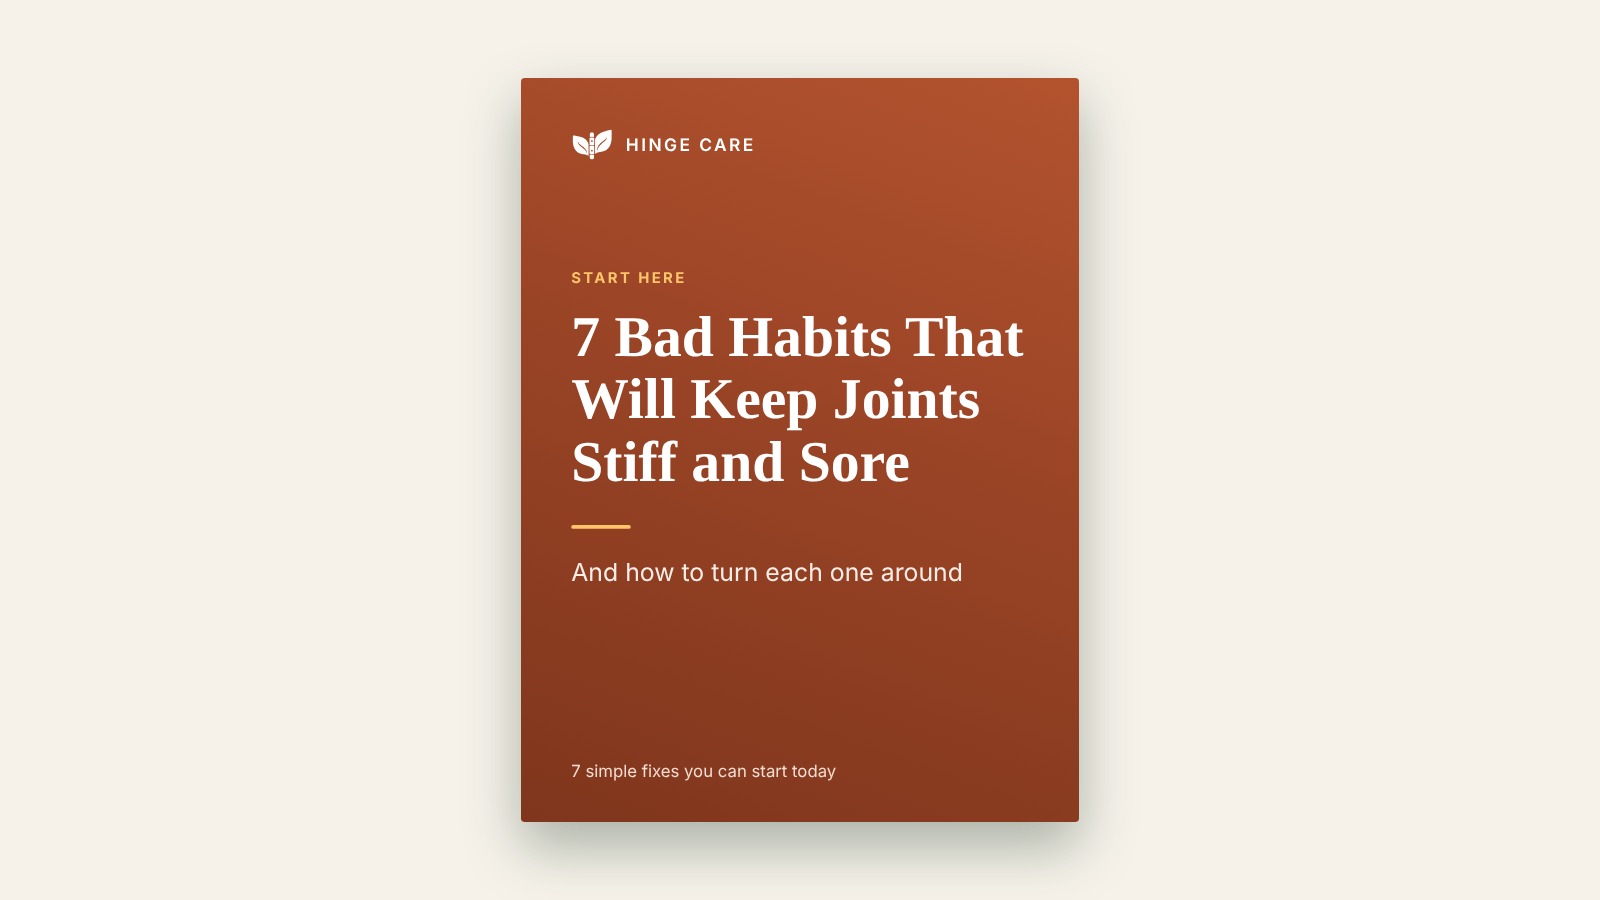 HINGE CARE
START HERE
7 Bad Habits That
Will Keep Joints
Stiff and Sore
And how to turn each one around
7 simple fixes you can start today